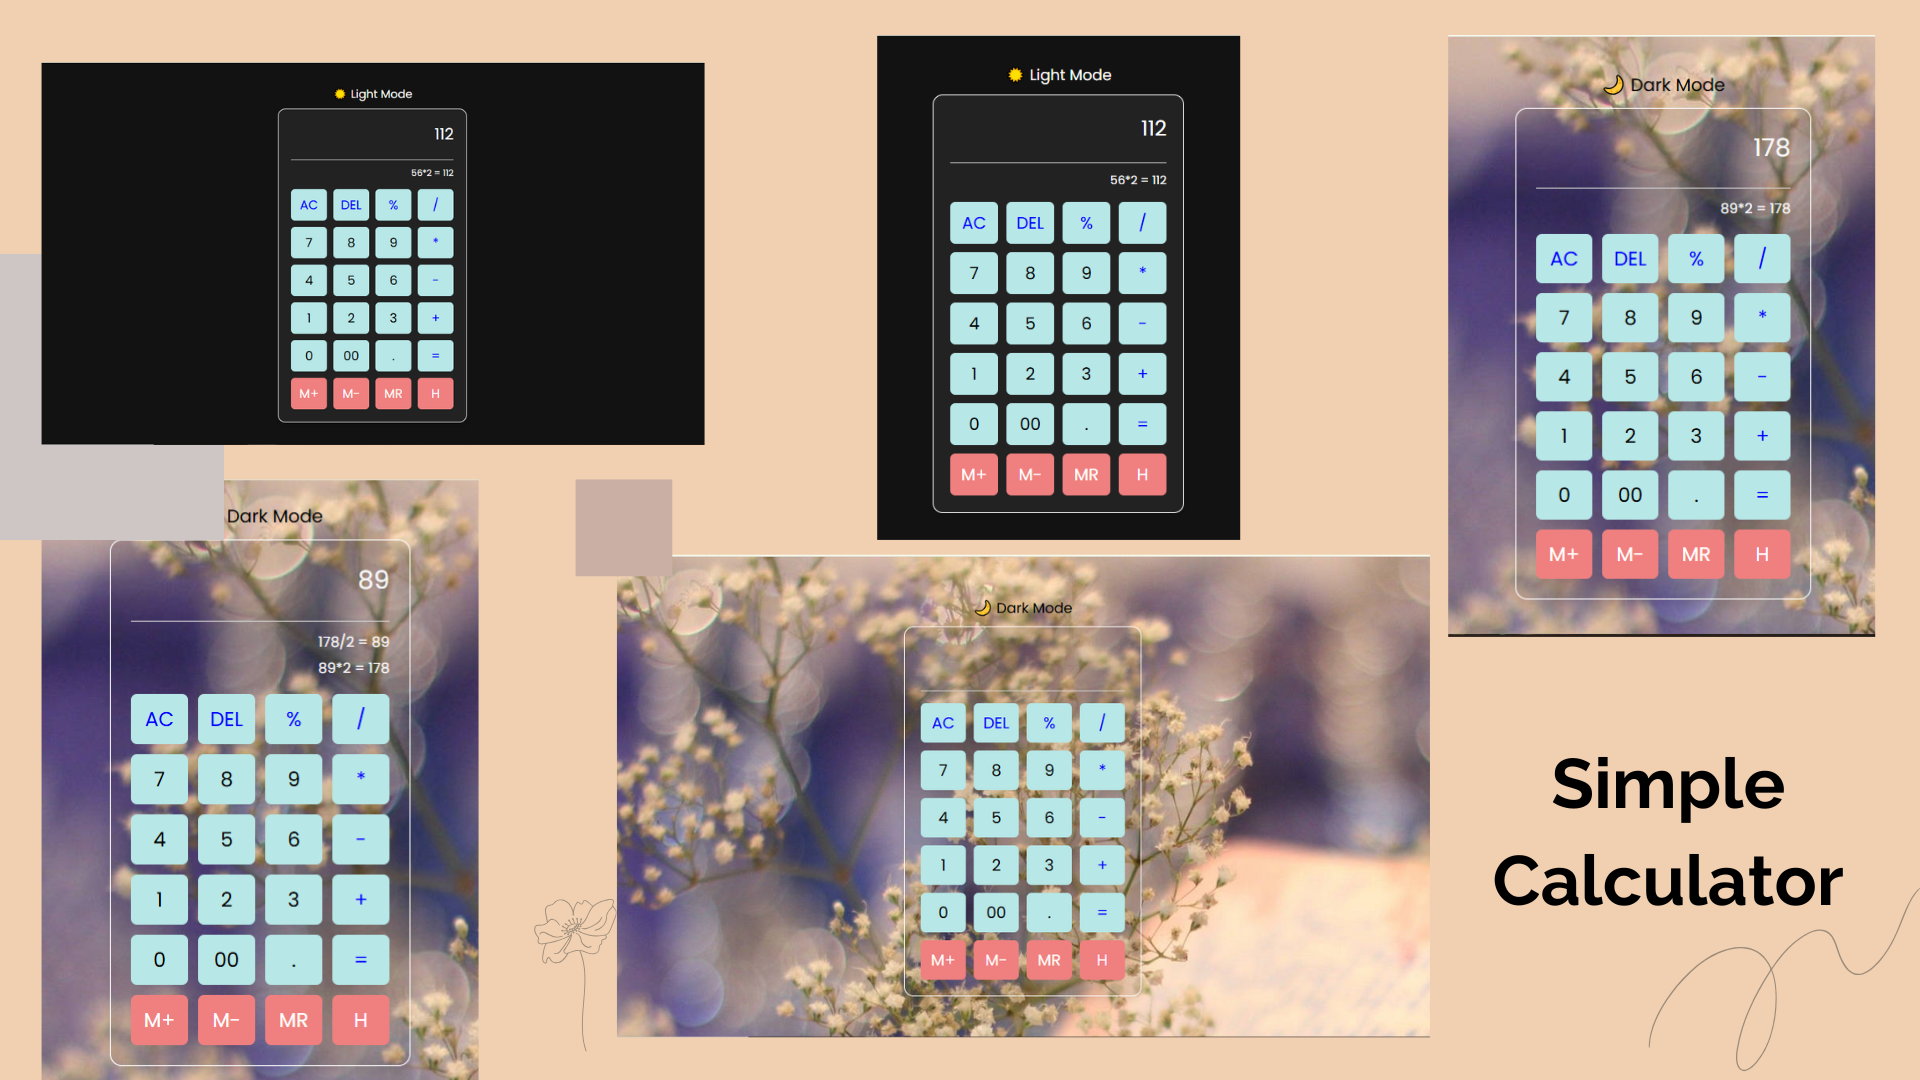 Light Mode
112
56*2 = 112
AC DEL % /
7 8 9 *
4 5 6 -
1 2 3 +
0 00 . =
M+ M- MR H
Light Mode
112
56*2 = 112
AC DEL % /
7 8 9 *
4 5 6 -
1 2 3 +
0 00 . =
M+ M- MR H
Dark Mode
178
89*2 = 178
AC DEL % /
7 8 9 *
4 5 6 -
1 2 3 +
0 00 . =
M+ M- MR H
Dark Mode
89
178/2 = 89
89*2 = 178
AC DEL % /
7 8 9 *
4 5 6 -
1 2 3 +
0 00 . =
M+ M- MR H
Dark Mode
AC DEL % /
7 8 9 *
4 5 6 -
1 2 3 +
0 00 . =
M+ M- MR H
Simple
Calculator